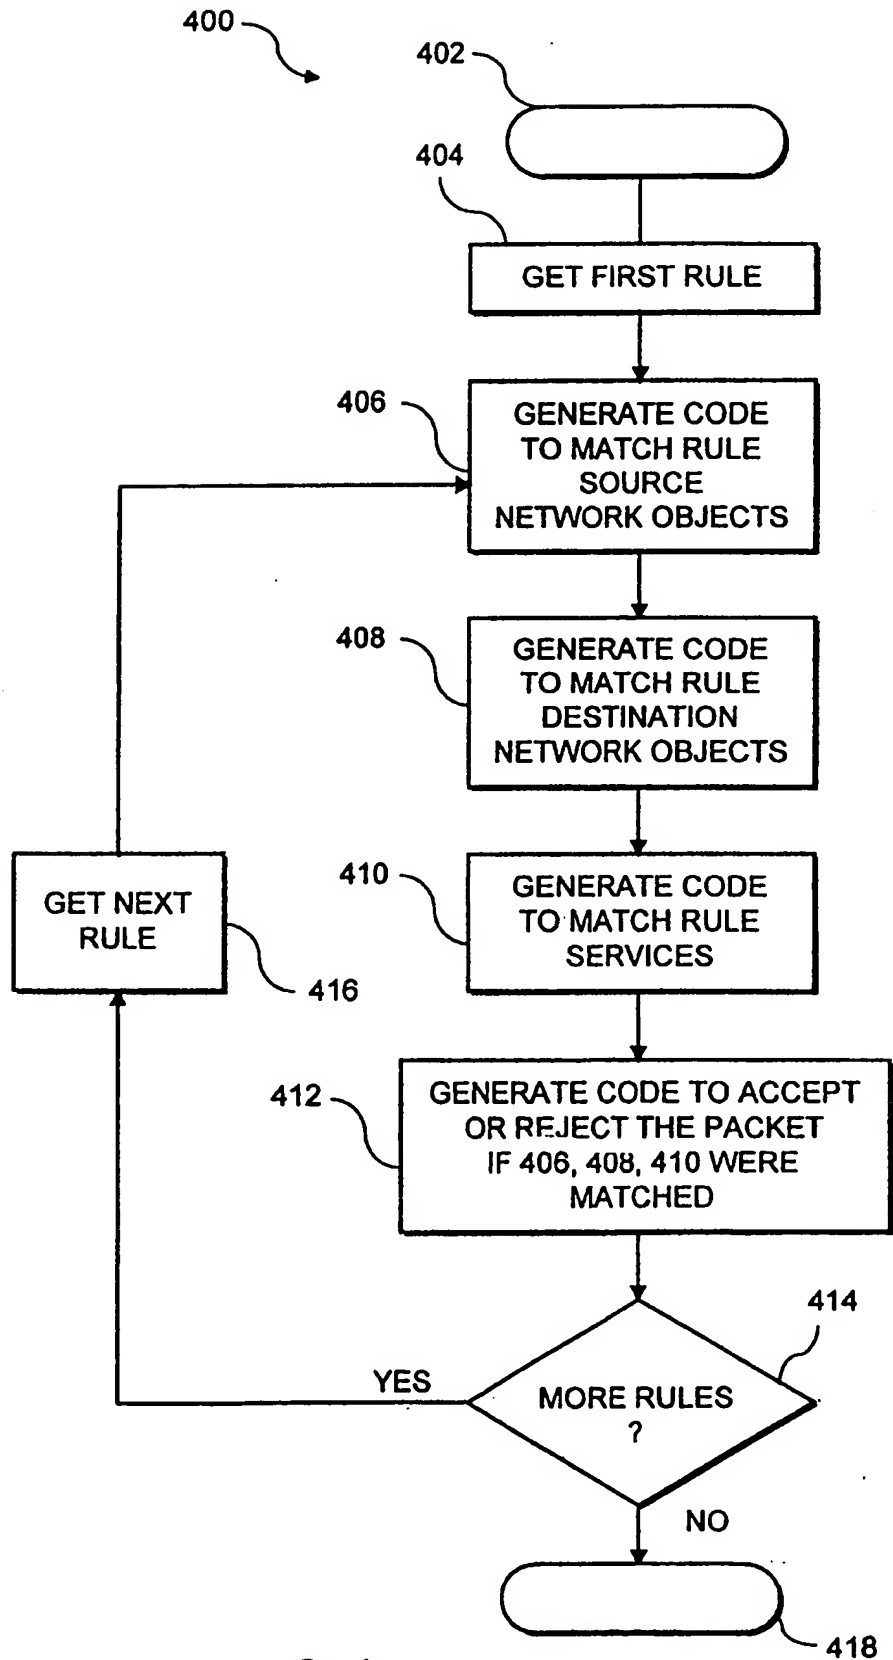 400
402
404
GET FIRST RULE
406
GENERATE CODE
TO MATCH RULE
SOURCE
NETWORK OBJECTS
408
GENERATE CODE
TO MATCH RULE
DESTINATION
NETWORK OBJECTS
410
GENERATE CODE
TO MATCH RULE
SERVICES
GET NEXT
RULE
416
412
GENERATE CODE TO ACCEPT
OR REJECT THE PACKET
IF 406, 408, 410 WERE
MATCHED
414
YES
MORE RULES
?
NO
418